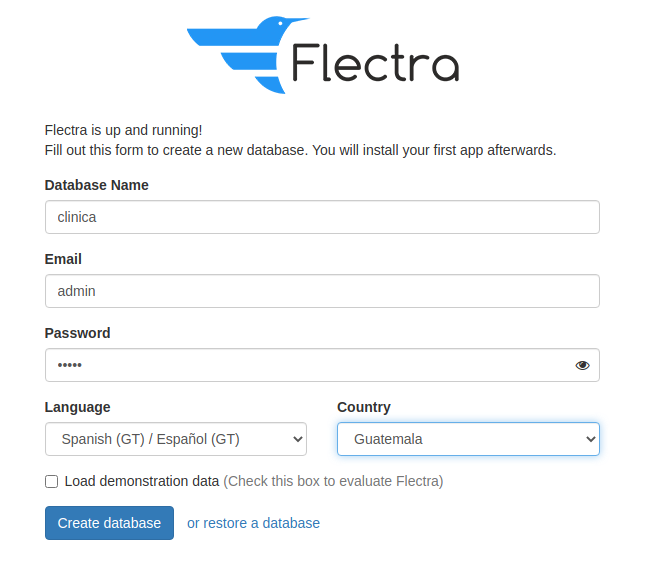 Flectra
Flectra is up and running!
Fill out this form to create a new database. You will install your first app afterwards.
Database Name
clinica
Email
admin
Password
•••••
Language
Country
Spanish (GT) / Español (GT)
Guatemala
Load demonstration data (Check this box to evaluate Flectra)
Create database
or restore a database